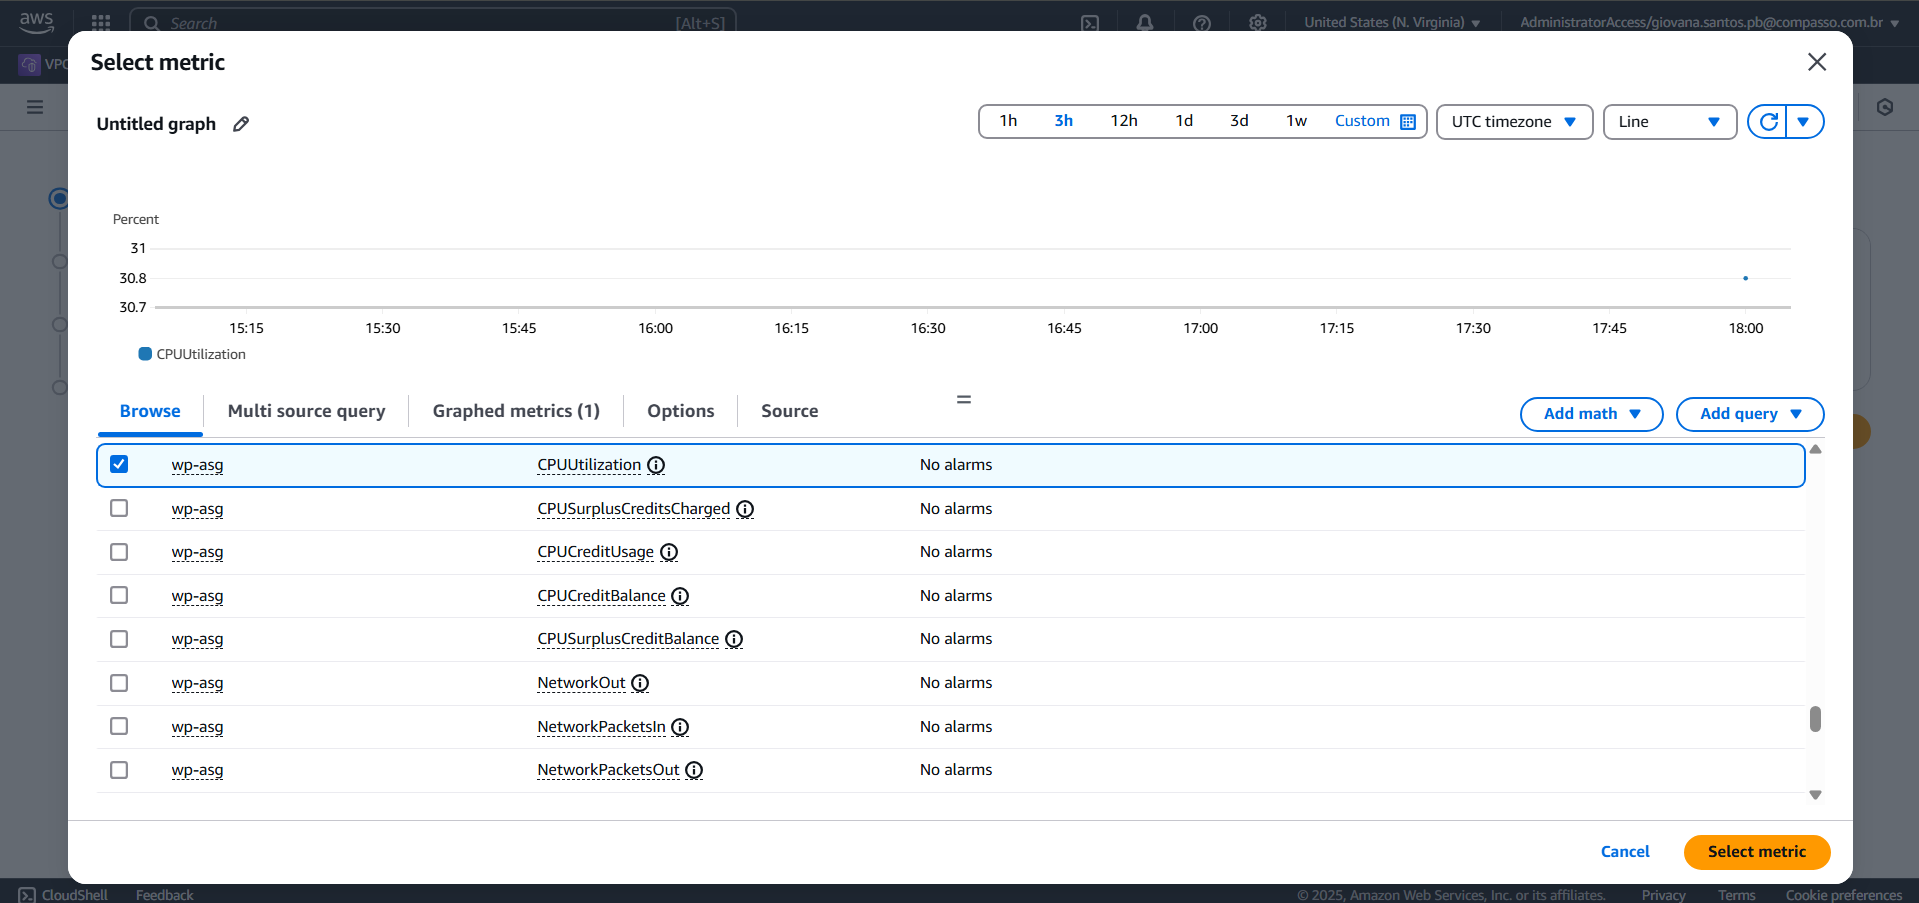 aws
Search [Alt+S]
United States (N. Virginia)
AdministratorAccess/giovana.santos.pb@compasso.com.br
VPC
Select metric
Untitled graph
1h 3h 12h 1d 3d 1w Custom
UTC timezone
Line
Percent
31
30.8
30.7
15:15 15:30 15:45 16:00 16:15 16:30 16:45 17:00 17:15 17:30 17:45 18:00
CPUUtilization
Browse
Multi source query
Graphed metrics (1)
Options
Source
Add math
Add query
wp-asg CPUUtilization No alarms
wp-asg CPUSurplusCreditsCharged No alarms
wp-asg CPUCreditUsage No alarms
wp-asg CPUCreditBalance No alarms
wp-asg CPUSurplusCreditBalance No alarms
wp-asg NetworkOut No alarms
wp-asg NetworkPacketsIn No alarms
wp-asg NetworkPacketsOut No alarms
Cancel
Select metric
CloudShell
Feedback
© 2025, Amazon Web Services, Inc. or its affiliates.
Privacy
Terms
Cookie preferences